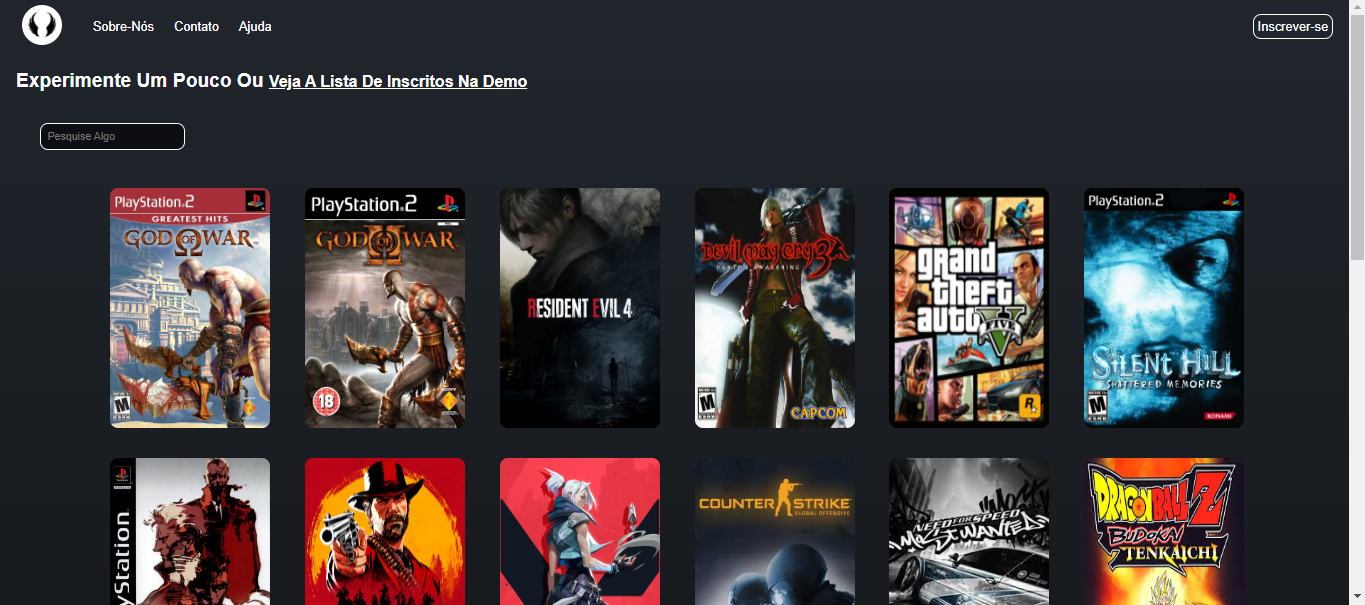 Sobre-Nós Contato Ajuda Inscrever-se
Experimente Um Pouco Ou Veja A Lista De Inscritos Na Demo
Pesquise Algo
PlayStation.2
GREATEST HITS
GOD OF WAR
M
PlayStation.2
GOD OF WAR
II
18
RESIDENT EVIL 4
Devil may cry 3
DANTE'S AWAKENING
M
CAPCOM
grand
theft
auto
V
FIVE
R
PlayStation.2
SILENT HILL
SHATTERED MEMORIES
M
KONAMI
PlayStation
COUNTER STRIKE
GLOBAL OFFENSIVE
NEED FOR SPEED
Most WANTED
DRAGON BALL Z
BUDOKAI
TENKAICHI